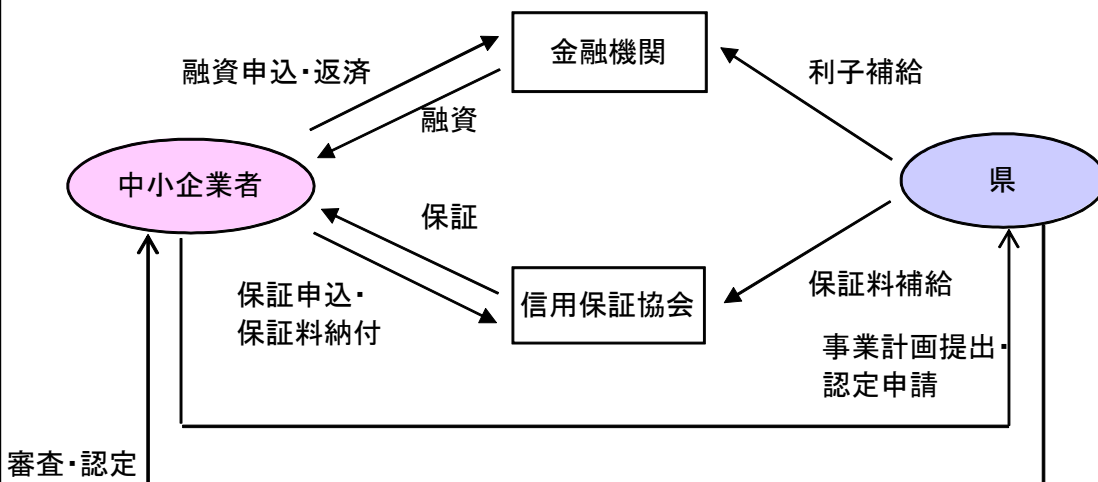 金融機関
融資申込・返済
利子補給
融資
中小企業者
県
保証
信用保証協会
保証申込・
保証料納付
保証料補給
事業計画提出・
認定申請
審査・認定